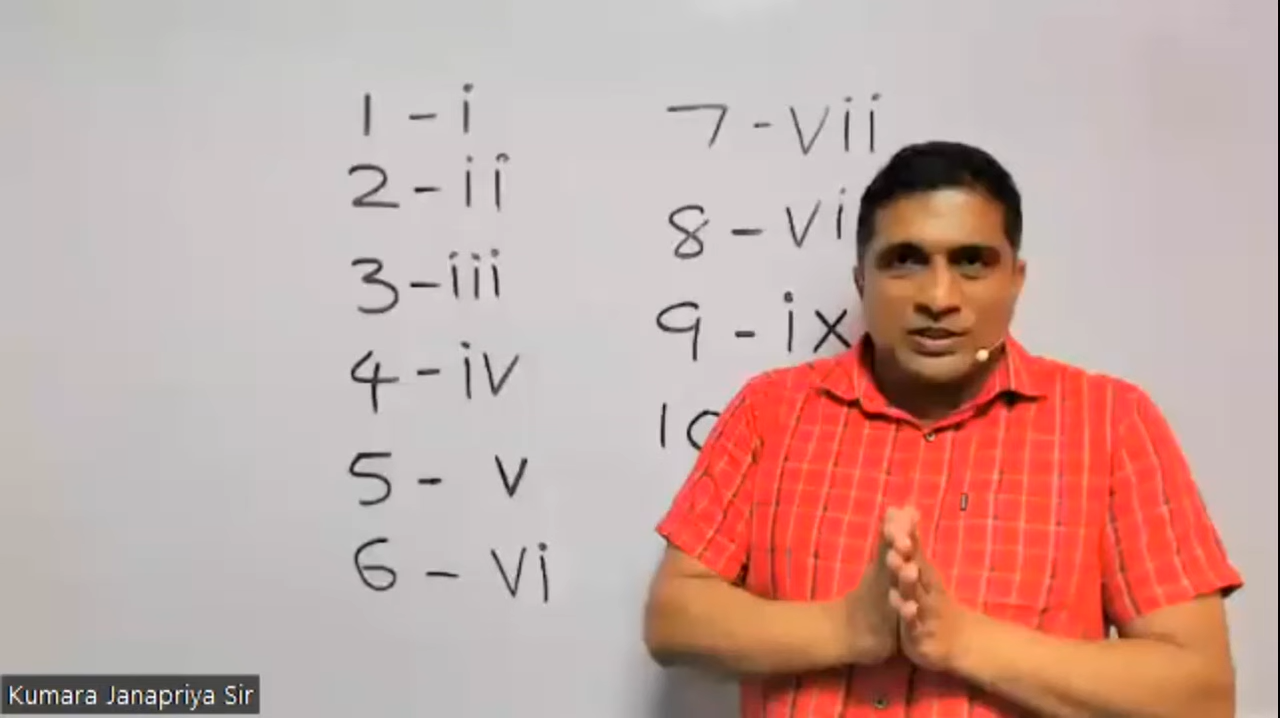 1 - i
2 - ii
3 - iii
4 - iv
5 - v
6 - vi
7 - vii
8 - vi
9 - ix
10
Kumara Janapriya Sir